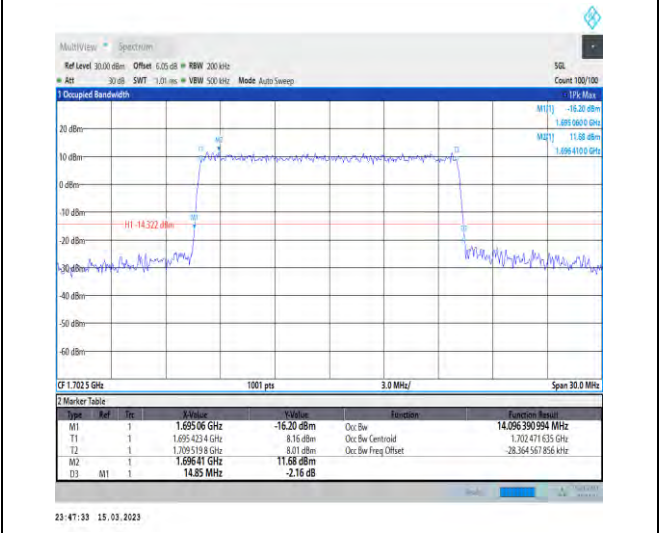 MultiView Spectrum
Ref Level 30.00 dBm Offset 6.05 dB RBW 200 kHz SGL
Att 30 dB SWT 1.01 ms VBW 500 kHz Mode Auto Sweep Count 100/100
1 Occupied Bandwidth 1Pk Max
M1[1] -16.20 dBm
1.695 060 0 GHz
M2[1] 11.68 dBm
1.696 410 0 GHz
20 dBm
M2
T1 T2
10 dBm
0 dBm
-10 dBm
M1
H1 -14.322 dBm
D3
-20 dBm
-30 dBm
-40 dBm
-50 dBm
-60 dBm
CF 1.702 5 GHz 1001 pts 3.0 MHz/ Span 30.0 MHz
2 Marker Table
Type Ref Trc X-Value Y-Value Function Function Result
M1 1 1.695 06 GHz -16.20 dBm Occ Bw 14.096 390 994 MHz
T1 1 1.695 423 4 GHz 8.16 dBm Occ Bw Centroid 1.702 471 635 GHz
T2 1 1.709 519 8 GHz 8.01 dBm Occ Bw Freq Offset -28.364 567 856 kHz
M2 1 1.696 41 GHz 11.68 dBm
D3 M1 1 14.85 MHz -2.16 dB
23:47:33 15.03.2023